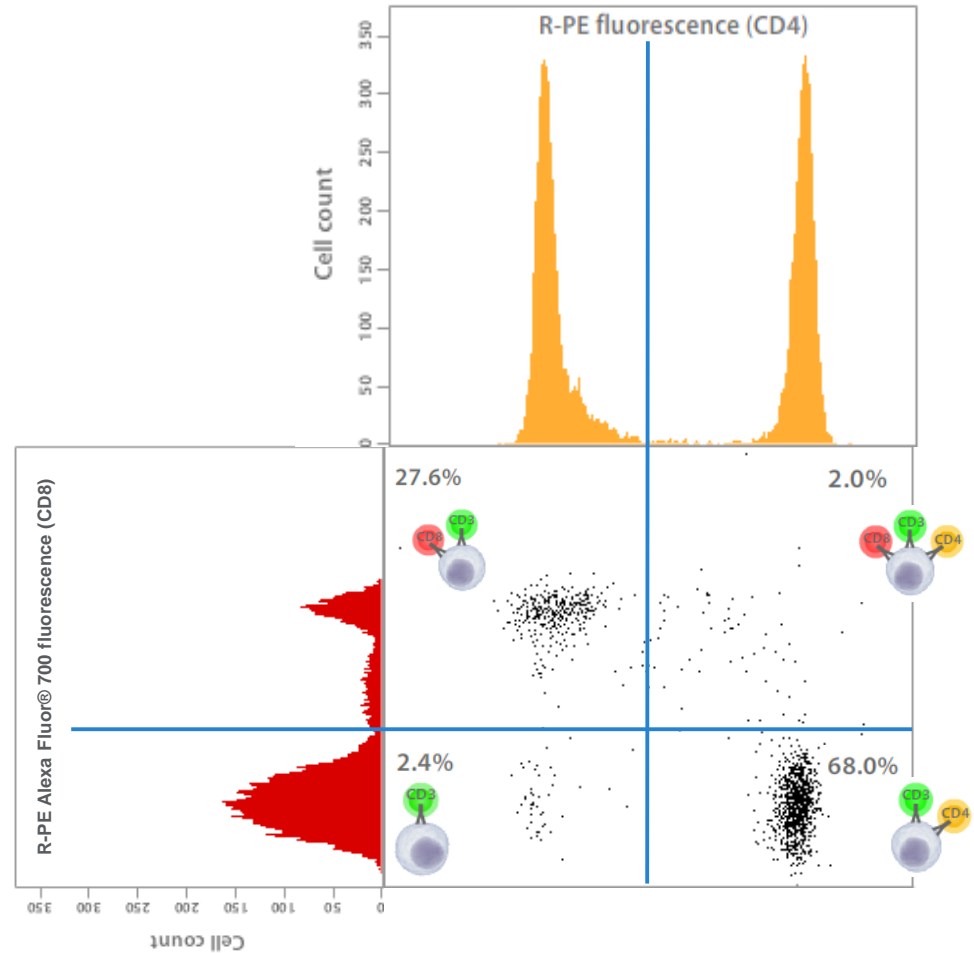 R-PE fluorescence (CD4)
350
300
250
200
150
100
50
0
Cell count
27.6%
2.0%
CD8
CD3
CD8
CD3
CD4
R-PE Alexa Fluor® 700 fluorescence (CD8)
2.4%
68.0%
CD3
CD3
CD4
350
300
250
200
150
100
50
0
Cell count